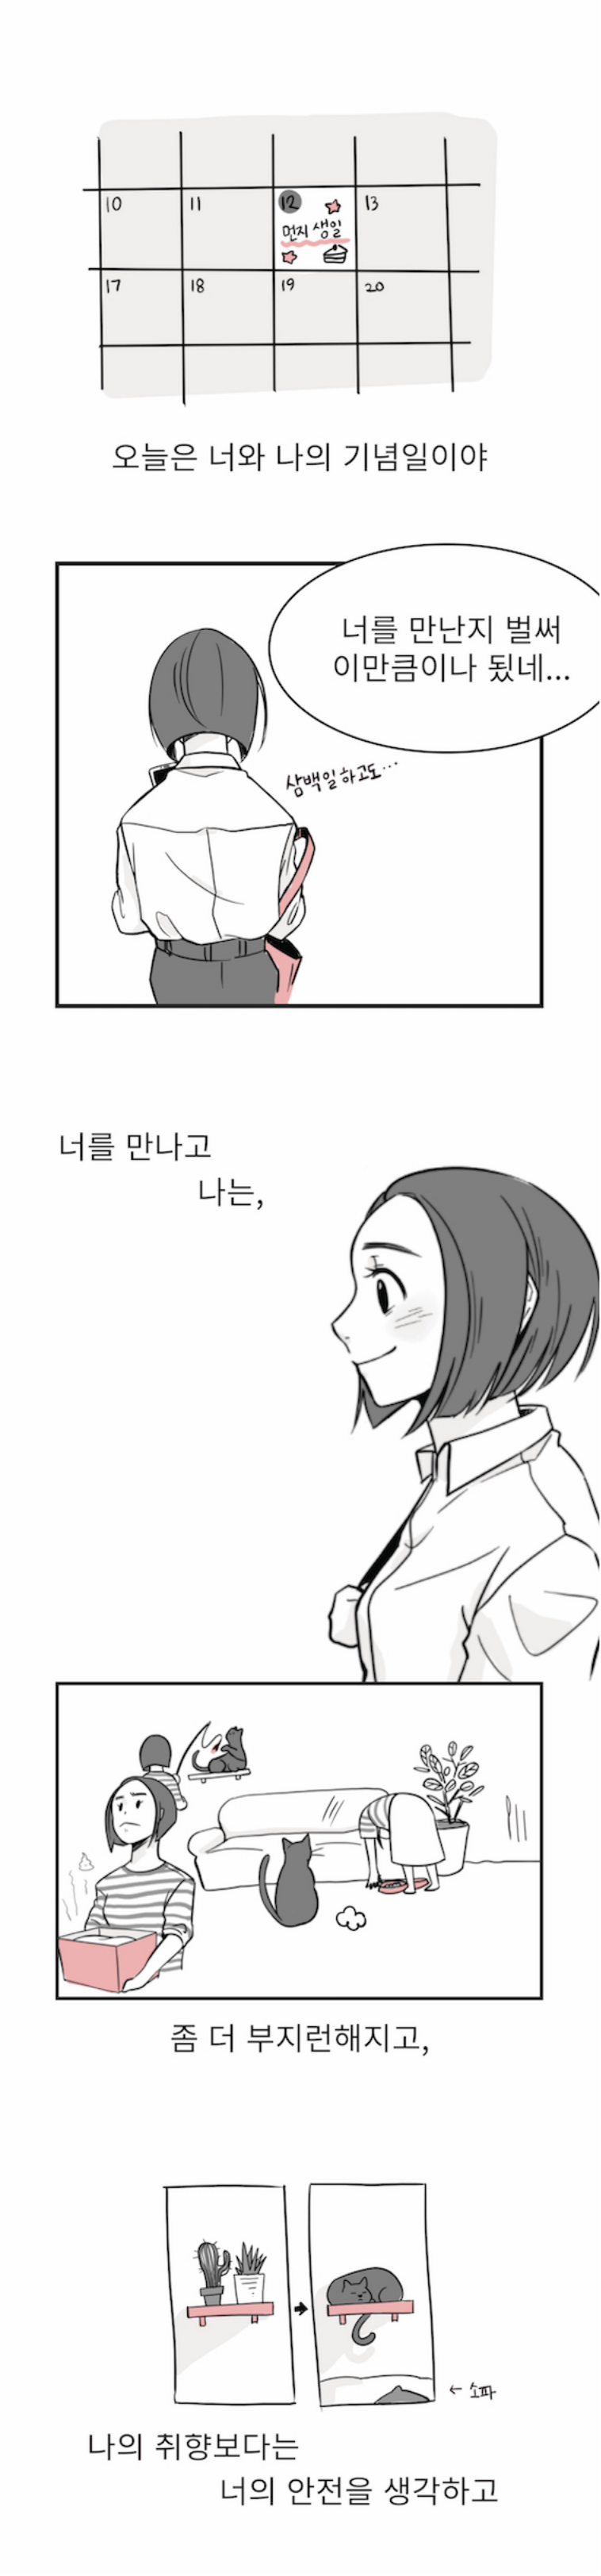 10 11 12 13
먼지 생일
17 18 19 20
오늘은 너와 나의 기념일이야
너를 만난지 벌써
이만큼이나 됬네...
삼백일하고도...
너를 만나고
나는,
좀 더 부지런해지고,
← 소파
나의 취향보다는
너의 안전을 생각하고